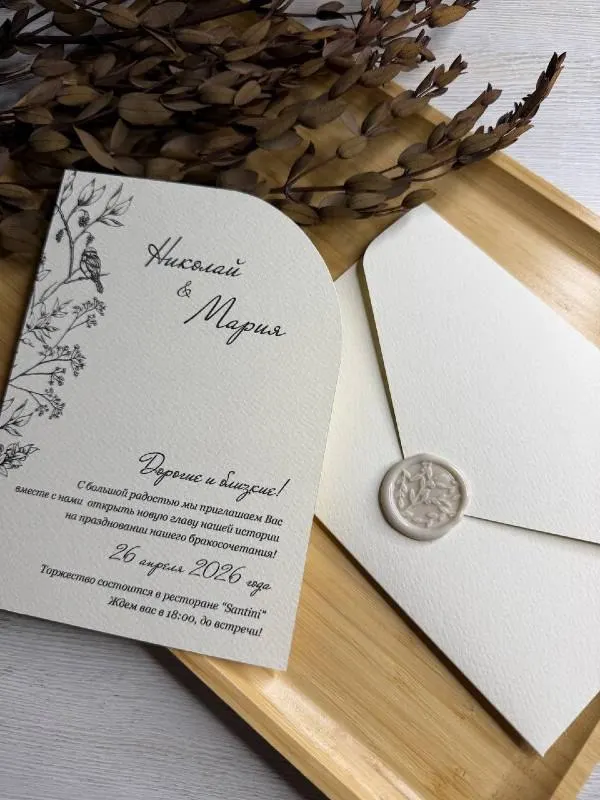 Николай
&
Мария
Дорогие и близкие!
С большой радостью мы приглашаем Вас
вместе с нами открыть новую главу нашей истории
на праздновании нашего бракосочетания!
26 апреля 2026 года
Торжество состоится в ресторане "Santini"
Ждем вас в 18:00, до встречи!